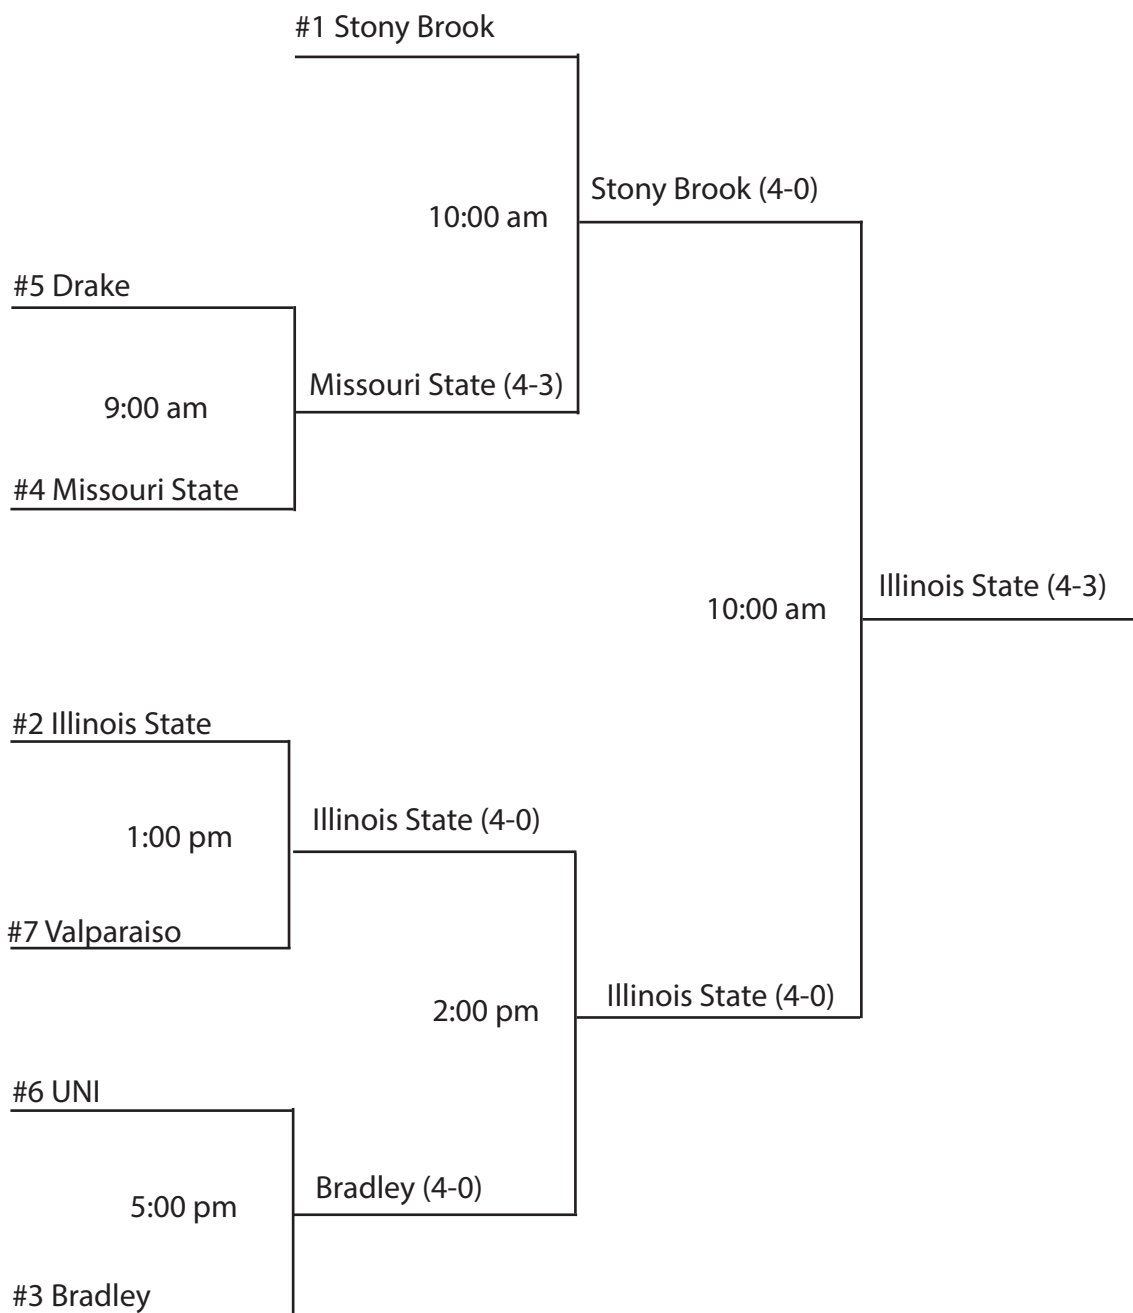 #1 Stony Brook
Stony Brook (4-0)
10:00 am
#5 Drake
Missouri State (4-3)
9:00 am
#4 Missouri State
Illinois State (4-3)
10:00 am
#2 Illinois State
Illinois State (4-0)
1:00 pm
#7 Valparaiso
Illinois State (4-0)
2:00 pm
#6 UNI
Bradley (4-0)
5:00 pm
#3 Bradley